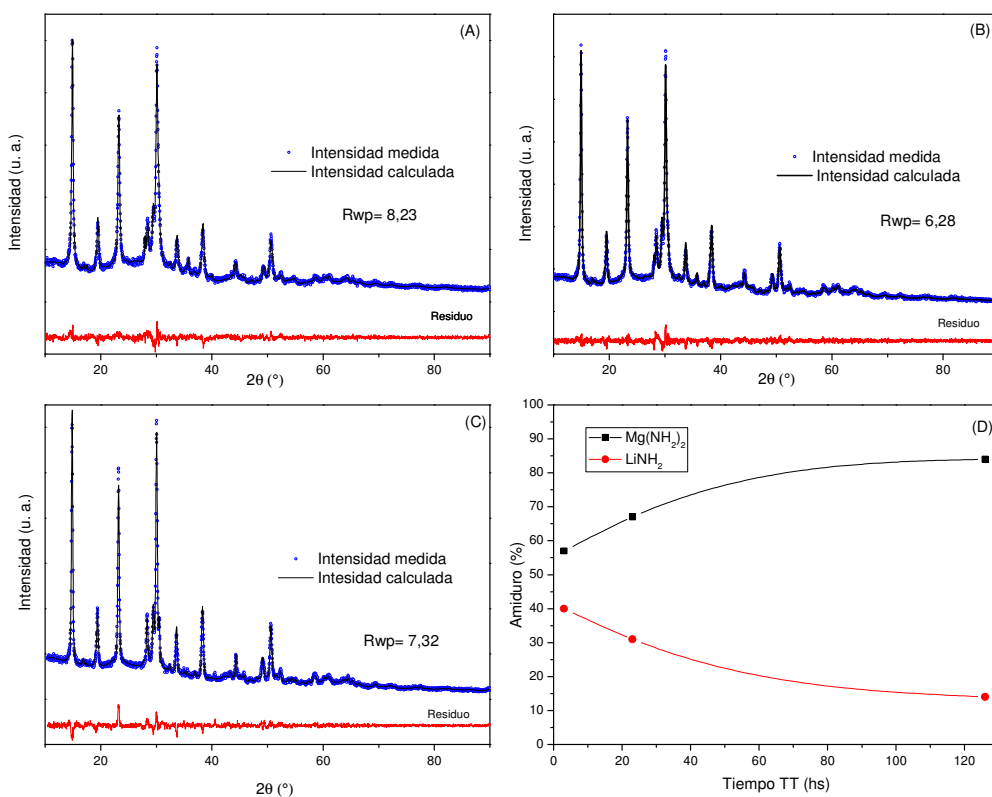 (A)
Intensidad (u. a.)
Intensidad medida
Intensidad calculada
Rwp= 8,23
Residuo
20 40 60 80
2θ (°)
(B)
Intensidad (u. a.)
Intensidad medida
Intensidad calculada
Rwp= 6,28
Residuo
20 40 60 80
2θ (°)
(C)
Intensidad (u. a.)
Intensidad medida
Intesidad calculada
Rwp= 7,32
Residuo
20 40 60 80
2θ (°)
(D)
Mg(NH₂)₂
LiNH₂
Amiduro (%)
100
90
80
70
60
50
40
30
20
10
0
0 20 40 60 80 100 120
Tiempo TT (hs)